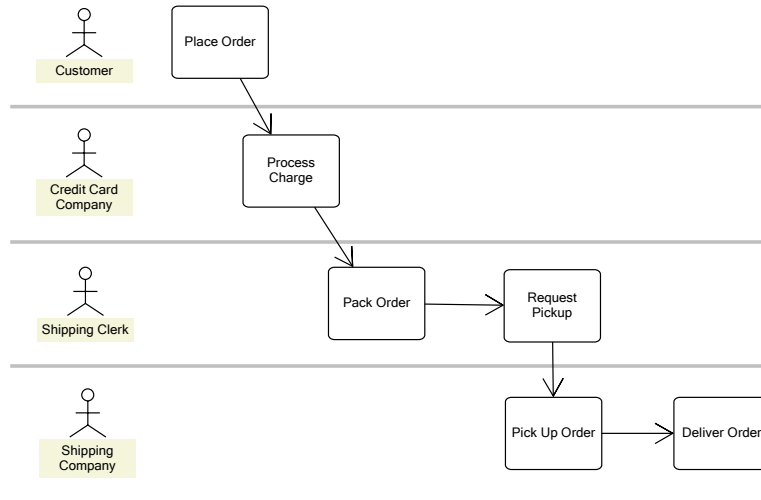 Place Order
Customer
Process
Charge
Credit Card
Company
Pack Order
Request
Pickup
Shipping Clerk
Pick Up Order
Deliver Order
Shipping
Company